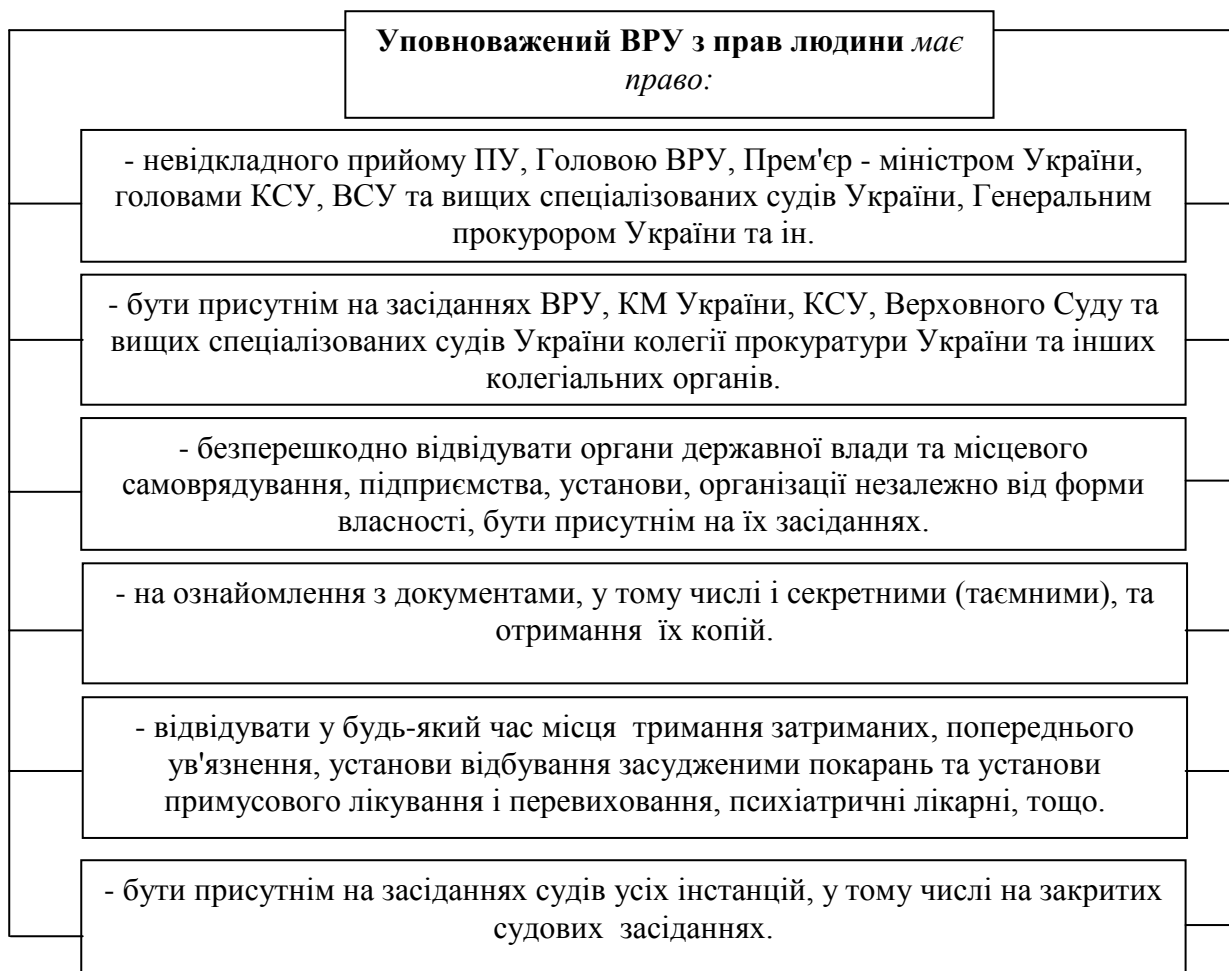 Уповноважений ВРУ з прав людини має
право:
- невідкладного прийому ПУ, Головою ВРУ, Прем'єр - міністром України,
головами КСУ, ВСУ та вищих спеціалізованих судів України, Генеральним
прокурором України та ін.
- бути присутнім на засіданнях ВРУ, КМ України, КСУ, Верховного Суду та
вищих спеціалізованих судів України колегії прокуратури України та інших
колегіальних органів.
- безперешкодно відвідувати органи державної влади та місцевого
самоврядування, підприємства, установи, організації незалежно від форми
власності, бути присутнім на їх засіданнях.
- на ознайомлення з документами, у тому числі і секретними (таємними), та
отримання їх копій.
- відвідувати у будь-який час місця тримання затриманих, попереднього
ув'язнення, установи відбування засудженими покарань та установи
примусового лікування і перевиховання, психіатричні лікарні, тощо.
- бути присутнім на засіданнях судів усіх інстанцій, у тому числі на закритих
судових засіданнях.